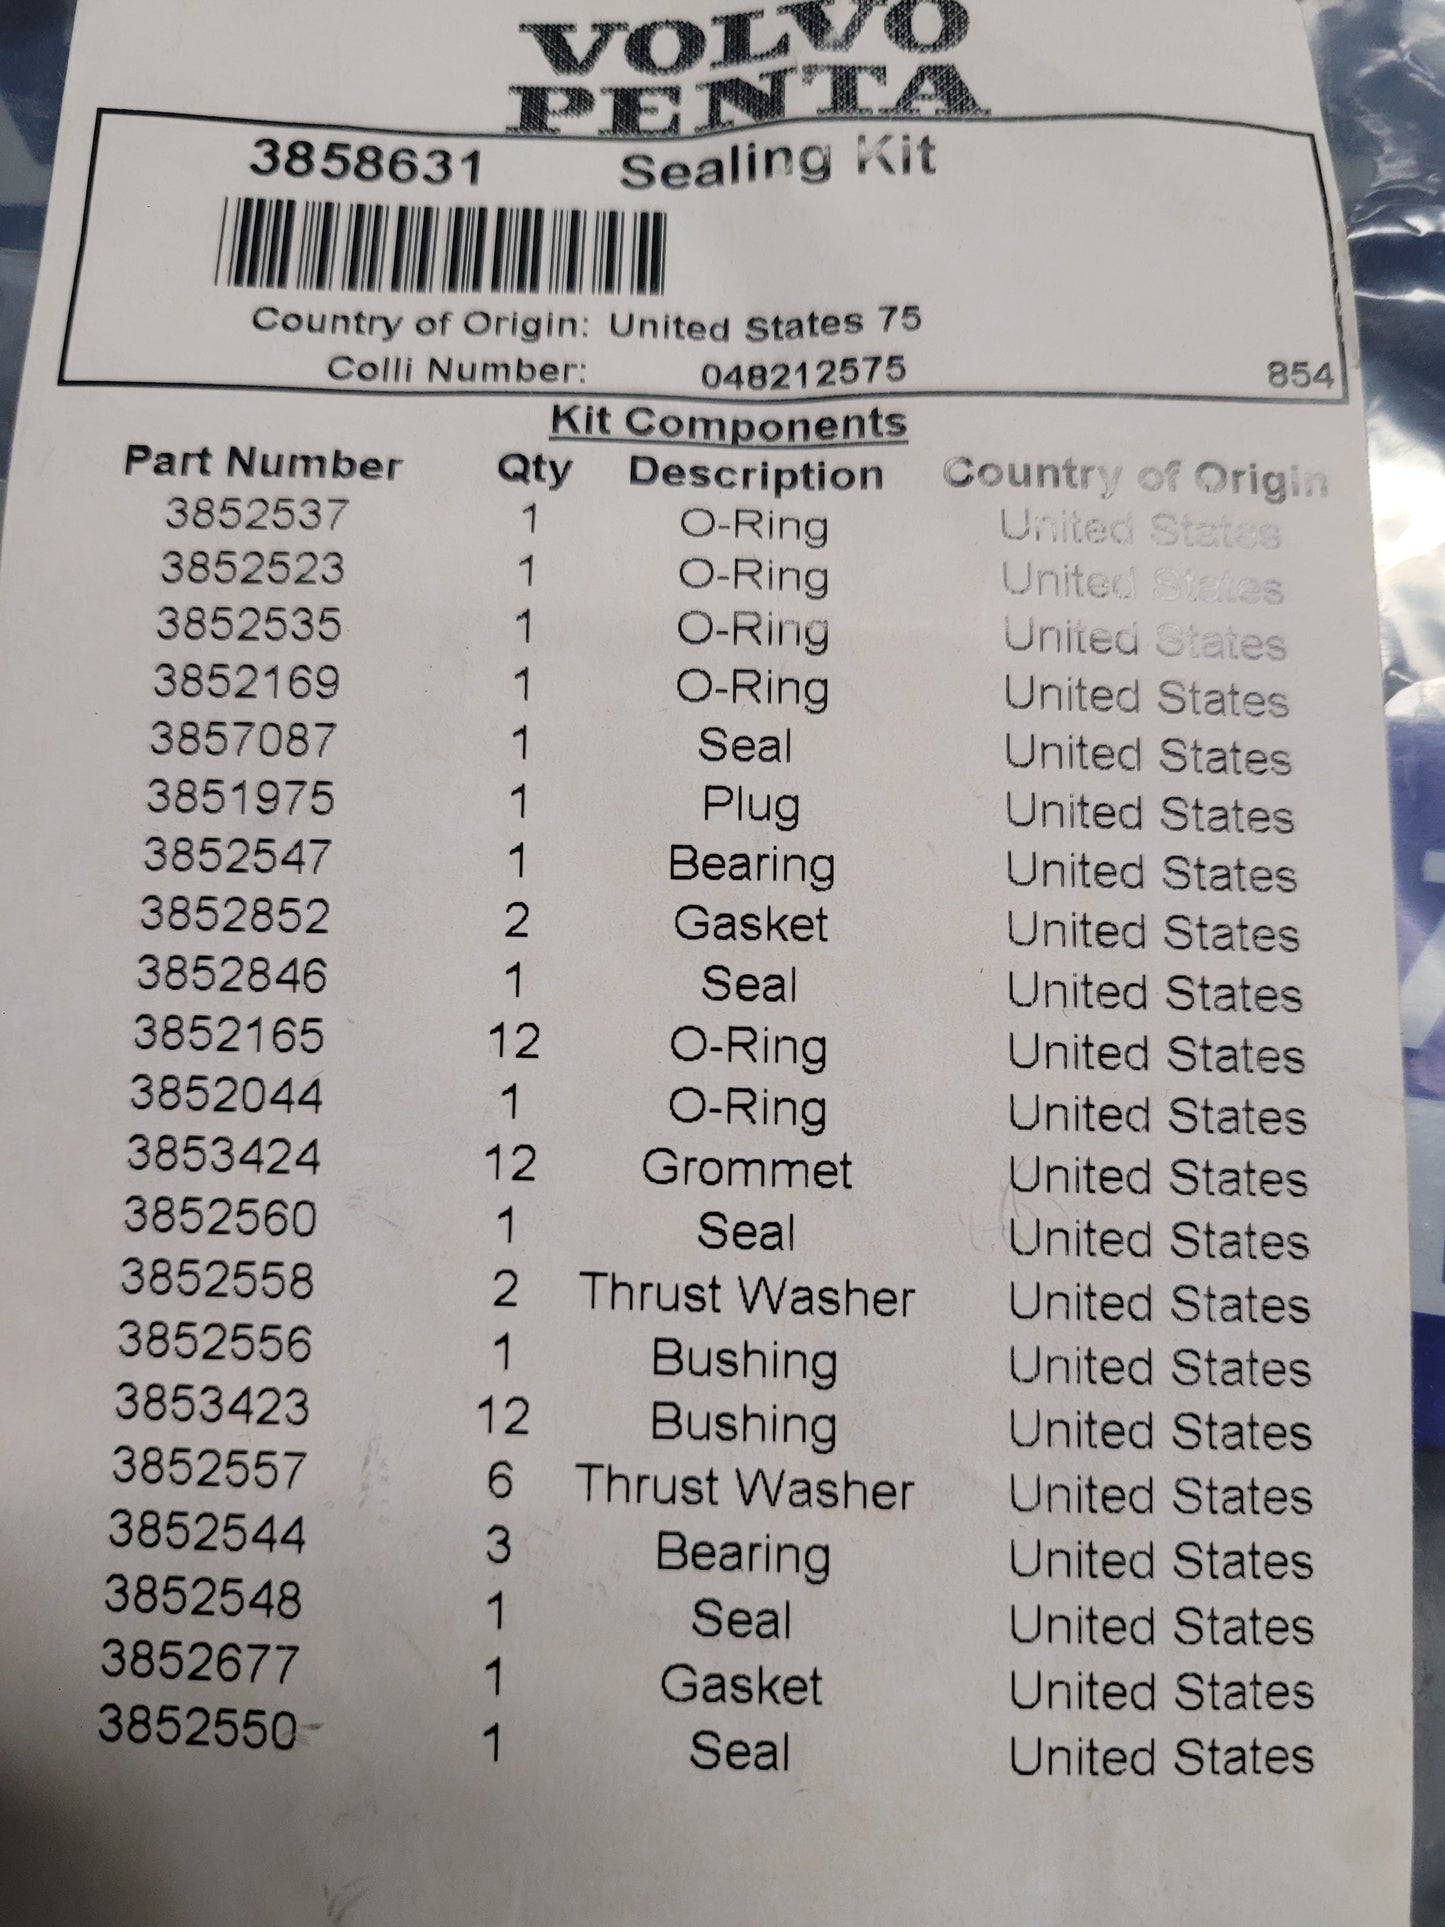 VOLVO
PENTA
3858631 Sealing Kit
Country of Origin: United States 75
Colli Number: 048212575 854
Kit Components
Part Number Qty Description Country of Origin
3852537 1 O-Ring United States
3852523 1 O-Ring United States
3852535 1 O-Ring United States
3852169 1 O-Ring United States
3857087 1 Seal United States
3851975 1 Plug United States
3852547 1 Bearing United States
3852852 2 Gasket United States
3852846 1 Seal United States
3852165 12 O-Ring United States
3852044 1 O-Ring United States
3853424 12 Grommet United States
3852560 1 Seal United States
3852558 2 Thrust Washer United States
3852556 1 Bushing United States
3853423 12 Bushing United States
3852557 6 Thrust Washer United States
3852544 3 Bearing United States
3852548 1 Seal United States
3852677 1 Gasket United States
3852550 1 Seal United States